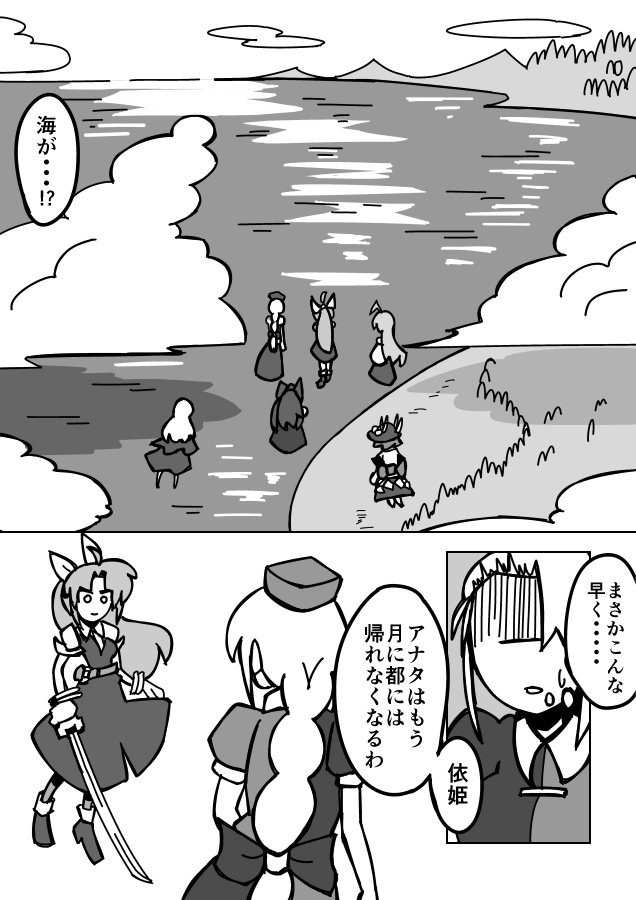 海が・・・!?
まさかこんな
早く・・・・・
依姫
アナタはもう
月に都には
帰れなくなるわ